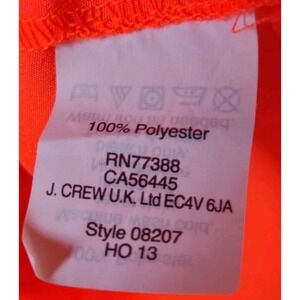 100% Polyester
RN77388
CA56445
J. CREW U.K. Ltd EC4V 6JA
Style 08207
HO 13